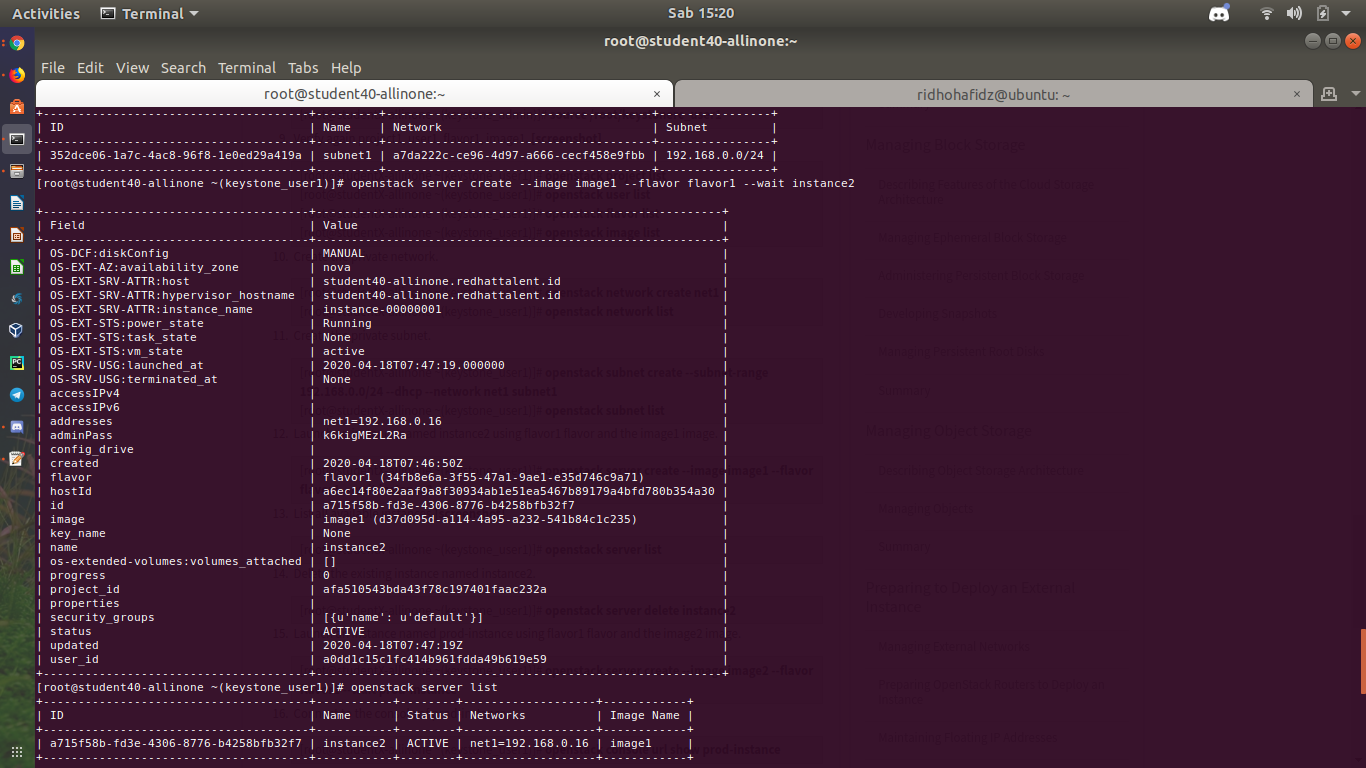 Activities Terminal Sab 15:20
root@student40-allinone:~
File Edit View Search Terminal Tabs Help
root@student40-allinone:~ × ridhohafidz@ubuntu: ~ ×
+--------------------------------------+---------+--------------------------------------+----------------+
| ID | Name | Network | Subnet |
+--------------------------------------+---------+--------------------------------------+----------------+
| 352dce06-1a7c-4ac8-96f8-1e0ed29a419a | subnet1 | a7da222c-ce96-4d97-a666-cecf458e9fbb | 192.168.0.0/24 |
+--------------------------------------+---------+--------------------------------------+----------------+
[root@student40-allinone ~(keystone_user1)]# openstack server create --image image1 --flavor flavor1 --wait instance2
+--------------------------------------+----------------------------------------------------------+
| Field | Value |
+--------------------------------------+----------------------------------------------------------+
| OS-DCF:diskConfig | MANUAL |
| OS-EXT-AZ:availability_zone | nova |
| OS-EXT-SRV-ATTR:host | student40-allinone.redhattalent.id |
| OS-EXT-SRV-ATTR:hypervisor_hostname | student40-allinone.redhattalent.id |
| OS-EXT-SRV-ATTR:instance_name | instance-00000001 |
| OS-EXT-STS:power_state | Running |
| OS-EXT-STS:task_state | None |
| OS-EXT-STS:vm_state | active |
| OS-SRV-USG:launched_at | 2020-04-18T07:47:19.000000 |
| OS-SRV-USG:terminated_at | None |
| accessIPv4 | |
| accessIPv6 | |
| addresses | net1=192.168.0.16 |
| adminPass | k6kigMEzL2Ra |
| config_drive | |
| created | 2020-04-18T07:46:50Z |
| flavor | flavor1 (34fb8e6a-3f55-47a1-9ae1-e35d746c9a71) |
| hostId | a6ec14f80e2aaf9a8f30934ab1e51ea5467b89179a4bfd780b354a30 |
| id | a715f58b-fd3e-4306-8776-b4258bfb32f7 |
| image | image1 (d37d095d-a114-4a95-a232-541b84c1c235) |
| key_name | None |
| name | instance2 |
| os-extended-volumes:volumes_attached | [] |
| progress | 0 |
| project_id | afa510543bda43f78c197401faac232a |
| properties | |
| security_groups | [{u'name': u'default'}] |
| status | ACTIVE |
| updated | 2020-04-18T07:47:19Z |
| user_id | a0dd1c15c1fc414b961fdda49b619e59 |
+--------------------------------------+----------------------------------------------------------+
[root@student40-allinone ~(keystone_user1)]# openstack server list
+--------------------------------------+-----------+--------+-------------------+------------+
| ID | Name | Status | Networks | Image Name |
+--------------------------------------+-----------+--------+-------------------+------------+
| a715f58b-fd3e-4306-8776-b4258bfb32f7 | instance2 | ACTIVE | net1=192.168.0.16 | image1 |
+--------------------------------------+-----------+--------+-------------------+------------+